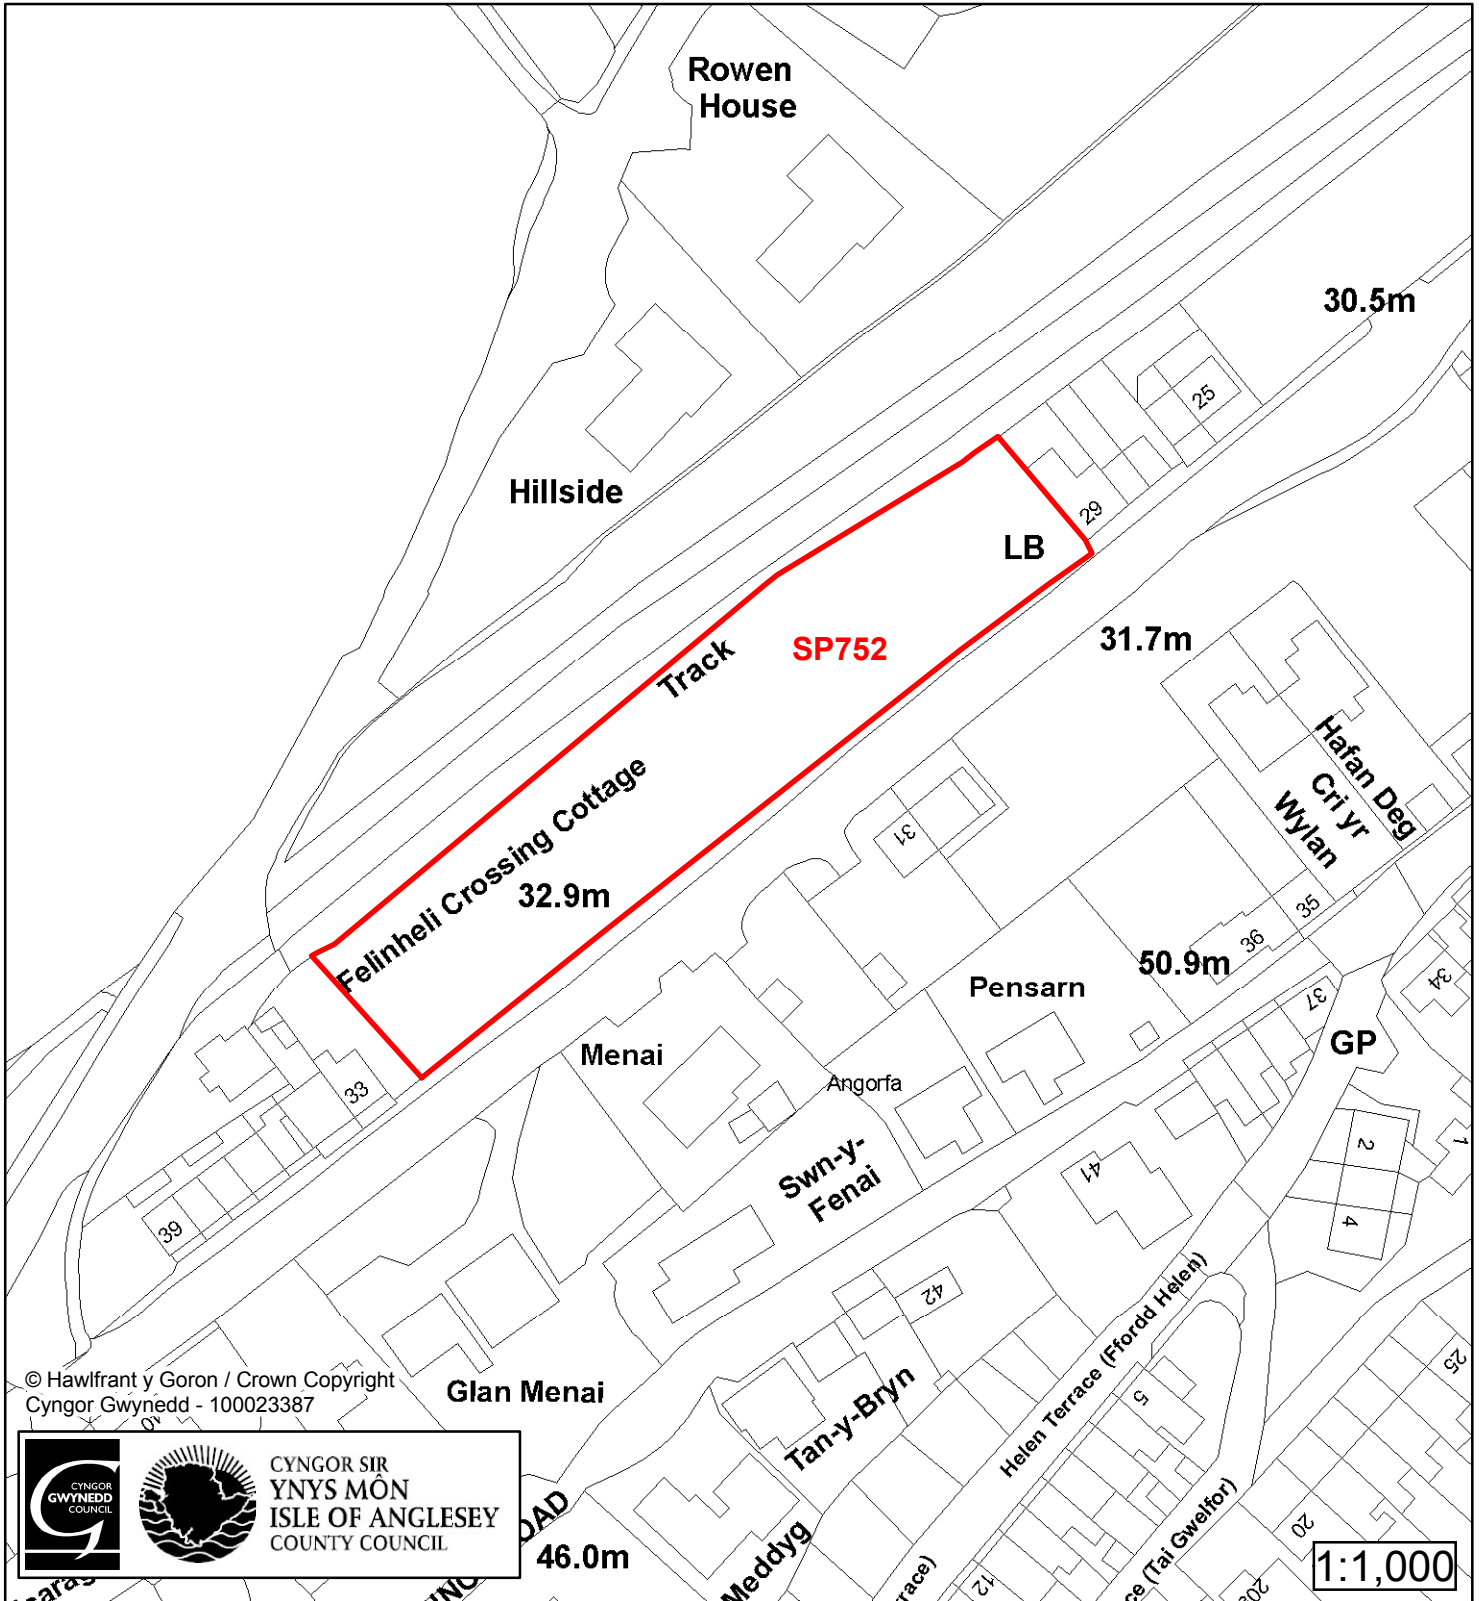 Rowen
House
30.5m
25
Hillside
29
LB
31.7m
SP752
Track
Hafan Deg
Cri yr
Wylan
Felinheli Crossing Cottage
31
32.9m
35
36
50.9m
34
Pensarn
37
GP
Menai
Angorfa
33
2
1
Swn-y-
Fenai
41
4
39
42
Helen Terrace (Ffordd Helen)
25
© Hawlfrant y Goron / Crown Copyright
Cyngor Gwynedd - 100023387
Glan Menai
5
Tan-y-Bryn
CYNGOR
GWYNEDD
COUNCIL
CYNGOR SIR
YNYS MÔN
ISLE OF ANGLESEY
COUNTY COUNCIL
OAD
46.0m
Meddyg
20
ce (Tai Gwelfor)
12
race)
1:1,000